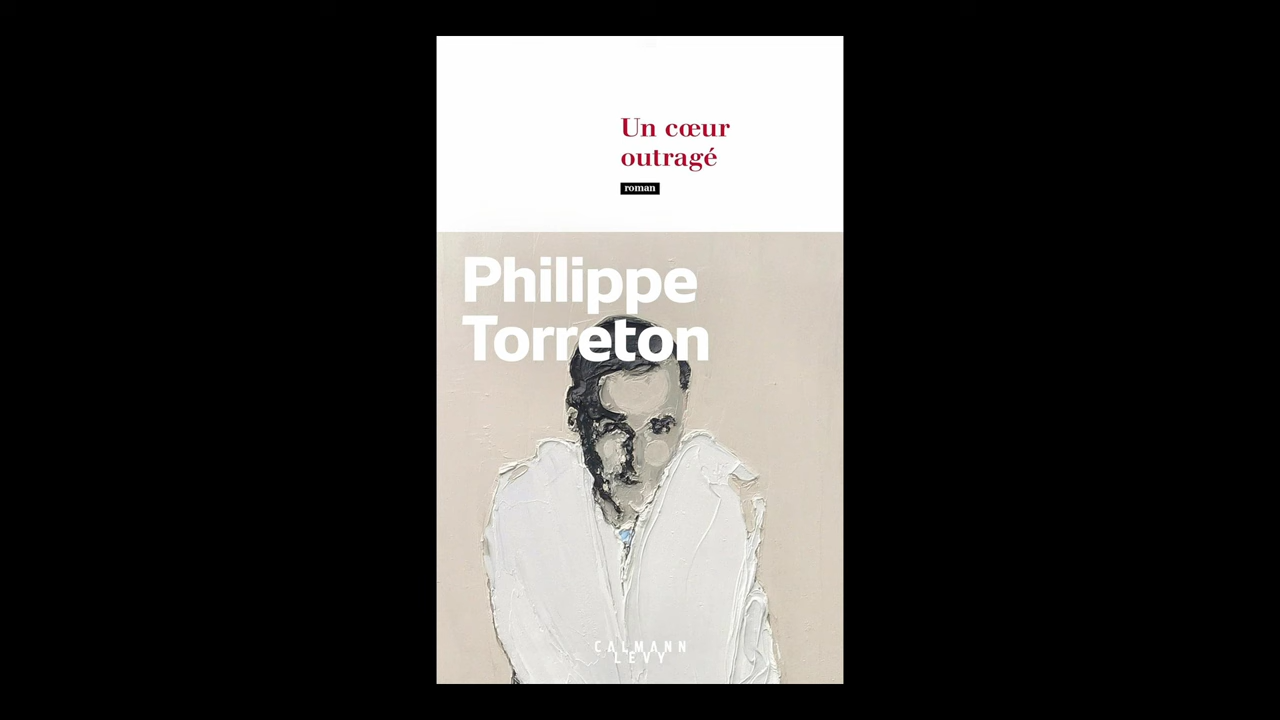 Un cœur
outragé
roman
Philippe
Torreton
CALMANN
LEVY